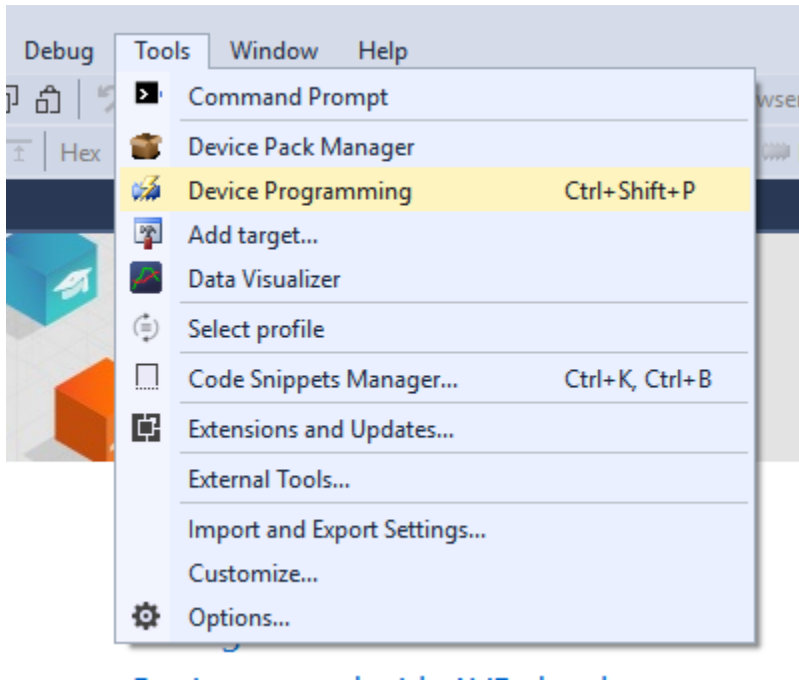 Debug Tools Window Help
Command Prompt
Hex
Device Pack Manager
Device Programming Ctrl+Shift+P
Add target...
Data Visualizer
Select profile
Code Snippets Manager... Ctrl+K, Ctrl+B
Extensions and Updates...
External Tools...
Import and Export Settings...
Customize...
Options...